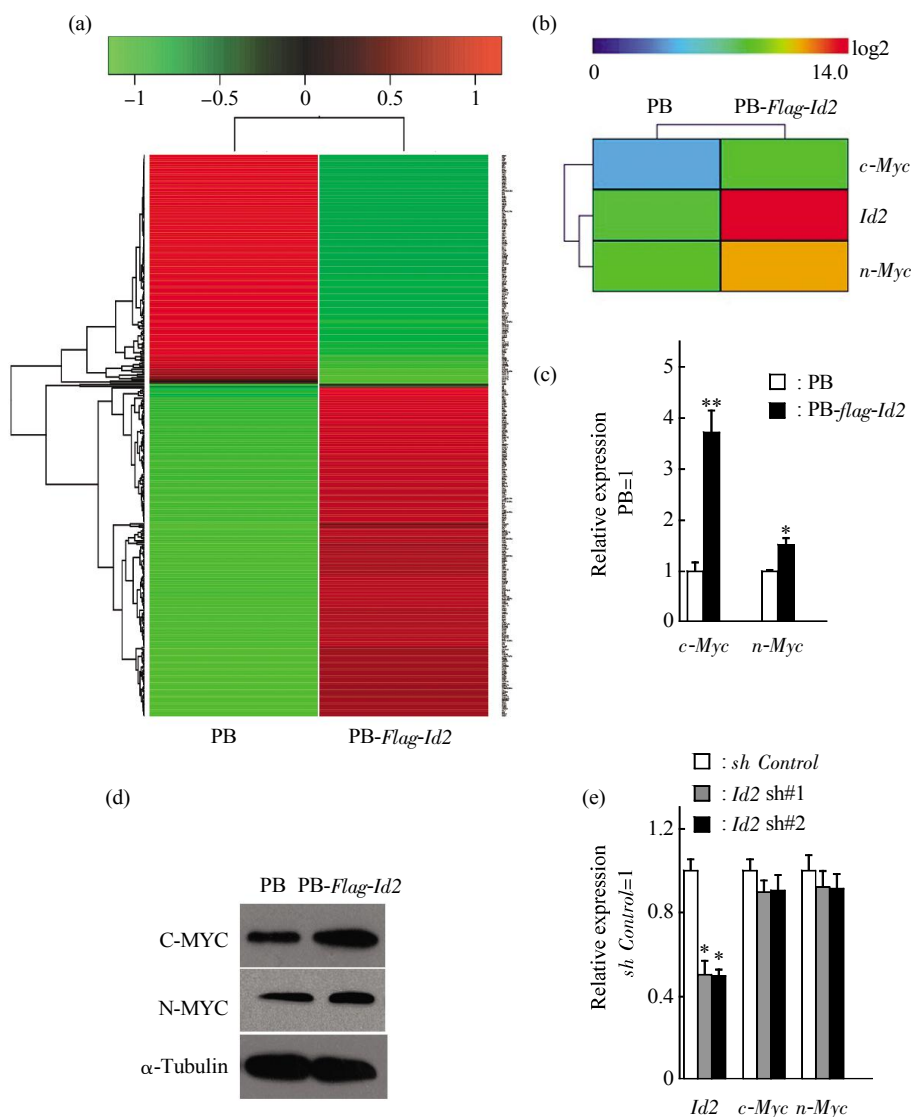 (a)
−1 −0.5 0 0.5 1
PB PB-Flag-Id2
(b)
log2
0 14.0
PB PB-Flag-Id2
c-Myc
Id2
n-Myc
(c)
: PB
: PB-flag-Id2
Relative expression
PB=1
5
4
3
2
1
0
**
*
c-Myc n-Myc
(d)
PB PB-Flag-Id2
C-MYC
N-MYC
α-Tubulin
(e)
: sh Control
: Id2 sh#1
: Id2 sh#2
Relative expression
sh Control=1
1.2
0.8
0.4
0
* *
Id2 c-Myc n-Myc